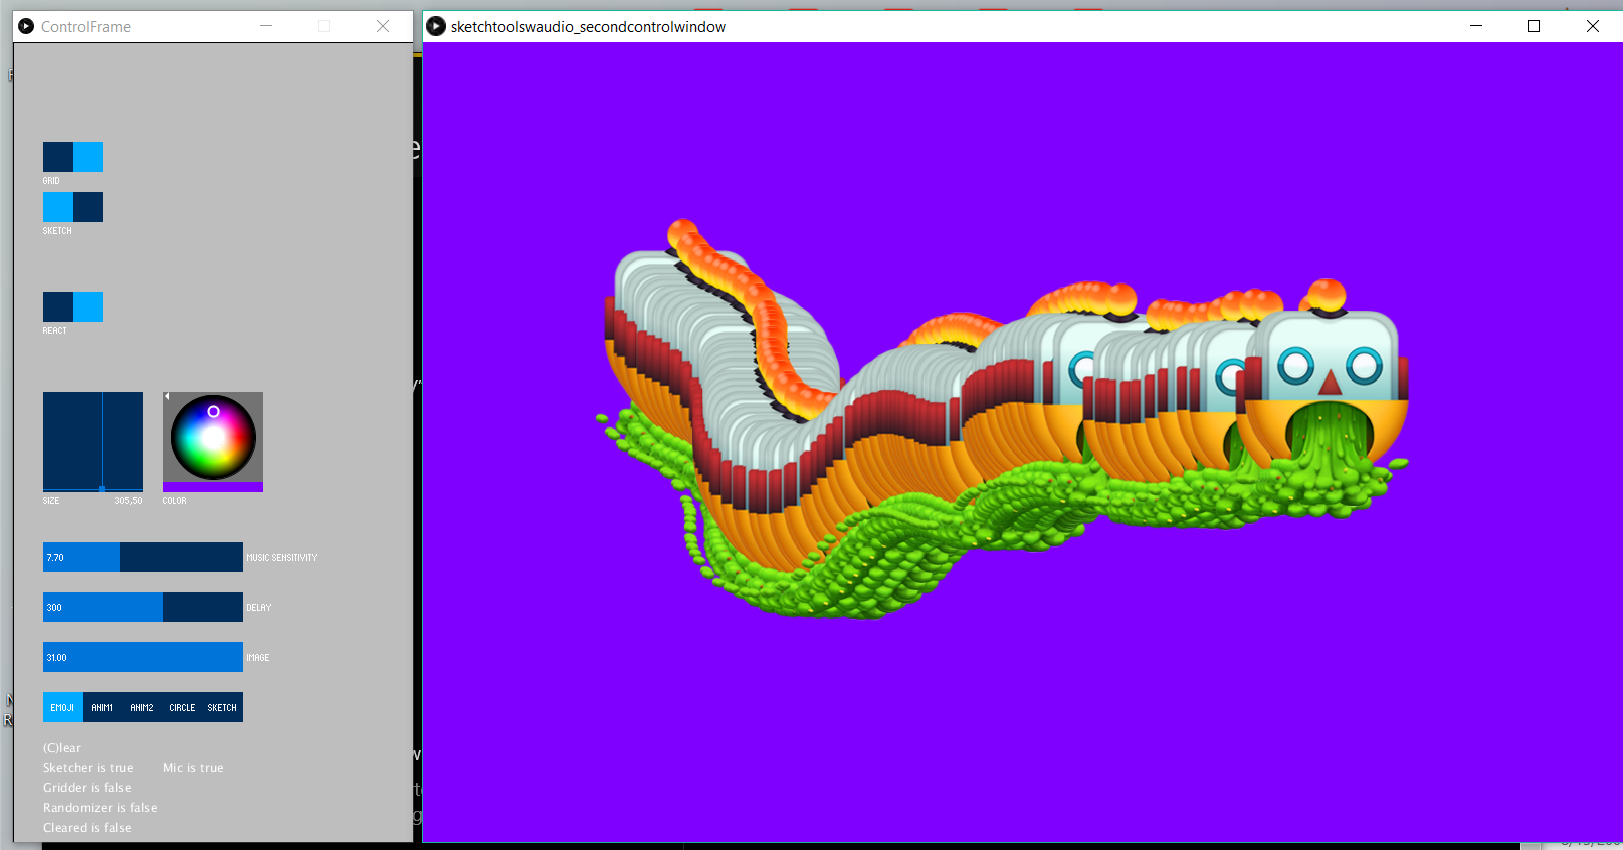 ControlFrame
sketchtoolswaudio_secondcontrolwindow
GRID
SKETCH
REACT
SIZE 305,50 COLOR
7.70 MUSIC SENSITIVITY
300 DELAY
31.00 IMAGE
EMOJI ANIM1 ANIM2 CIRCLE SKETCH
(C)lear
Sketcher is true Mic is true
Gridder is false
Randomizer is false
Cleared is false